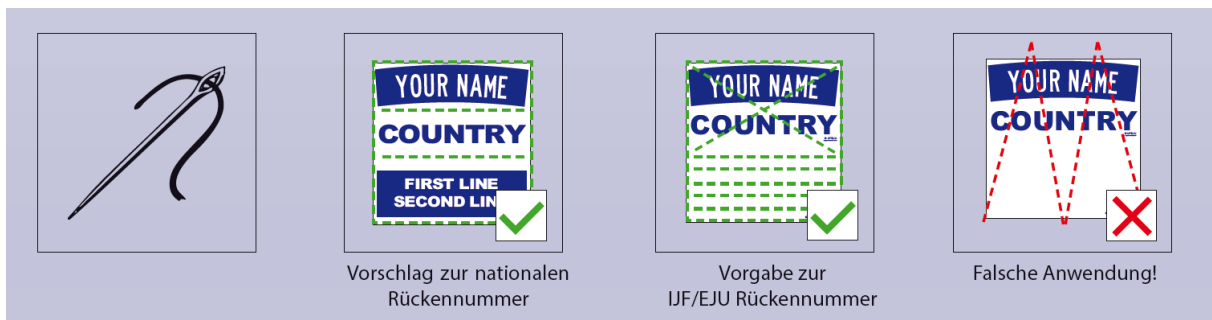 YOUR NAME
COUNTRY
FIRST LINE
SECOND LIN
Vorschlag zur nationalen
Rückennummer
YOUR NAME
COUNTRY
Vorgabe zur
IJF/EJU Rückennummer
YOUR NAME
COUNTRY
Falsche Anwendung!